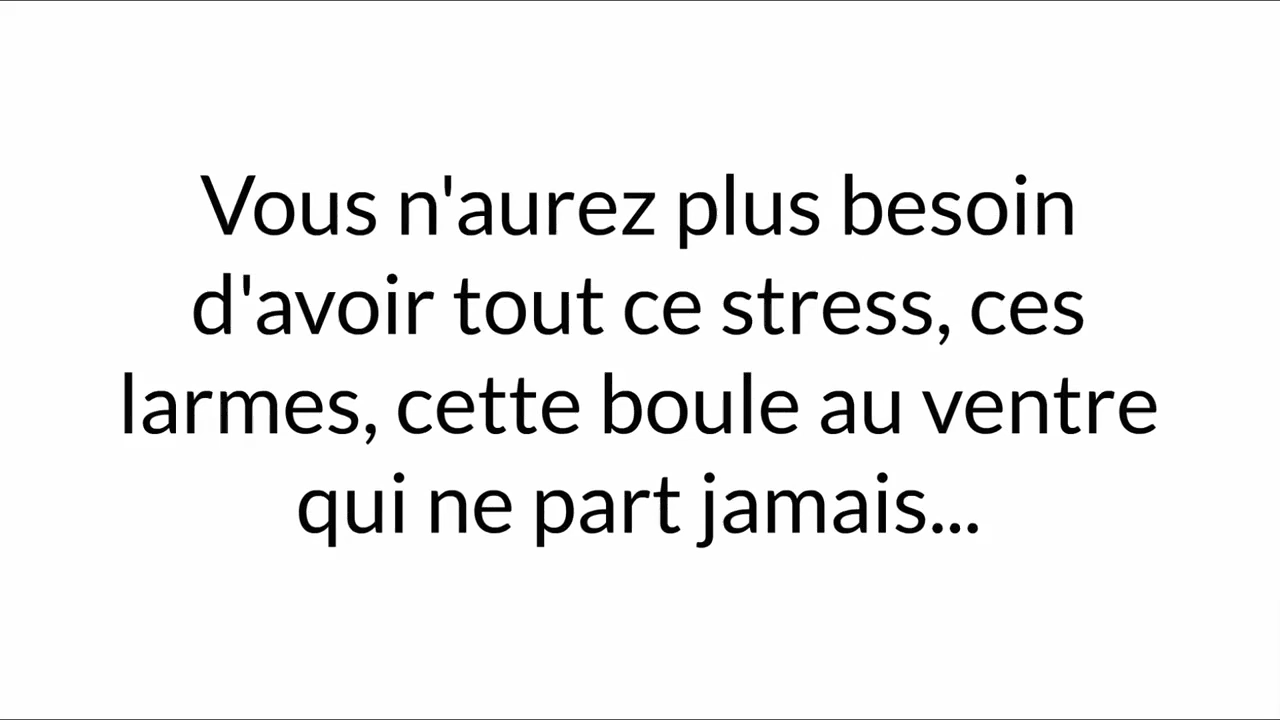 Vous n'aurez plus besoin
d'avoir tout ce stress, ces
larmes, cette boule au ventre
qui ne part jamais...